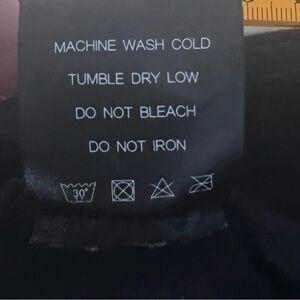 MACHINE WASH COLD
TUMBLE DRY LOW
DO NOT BLEACH
DO NOT IRON
30°